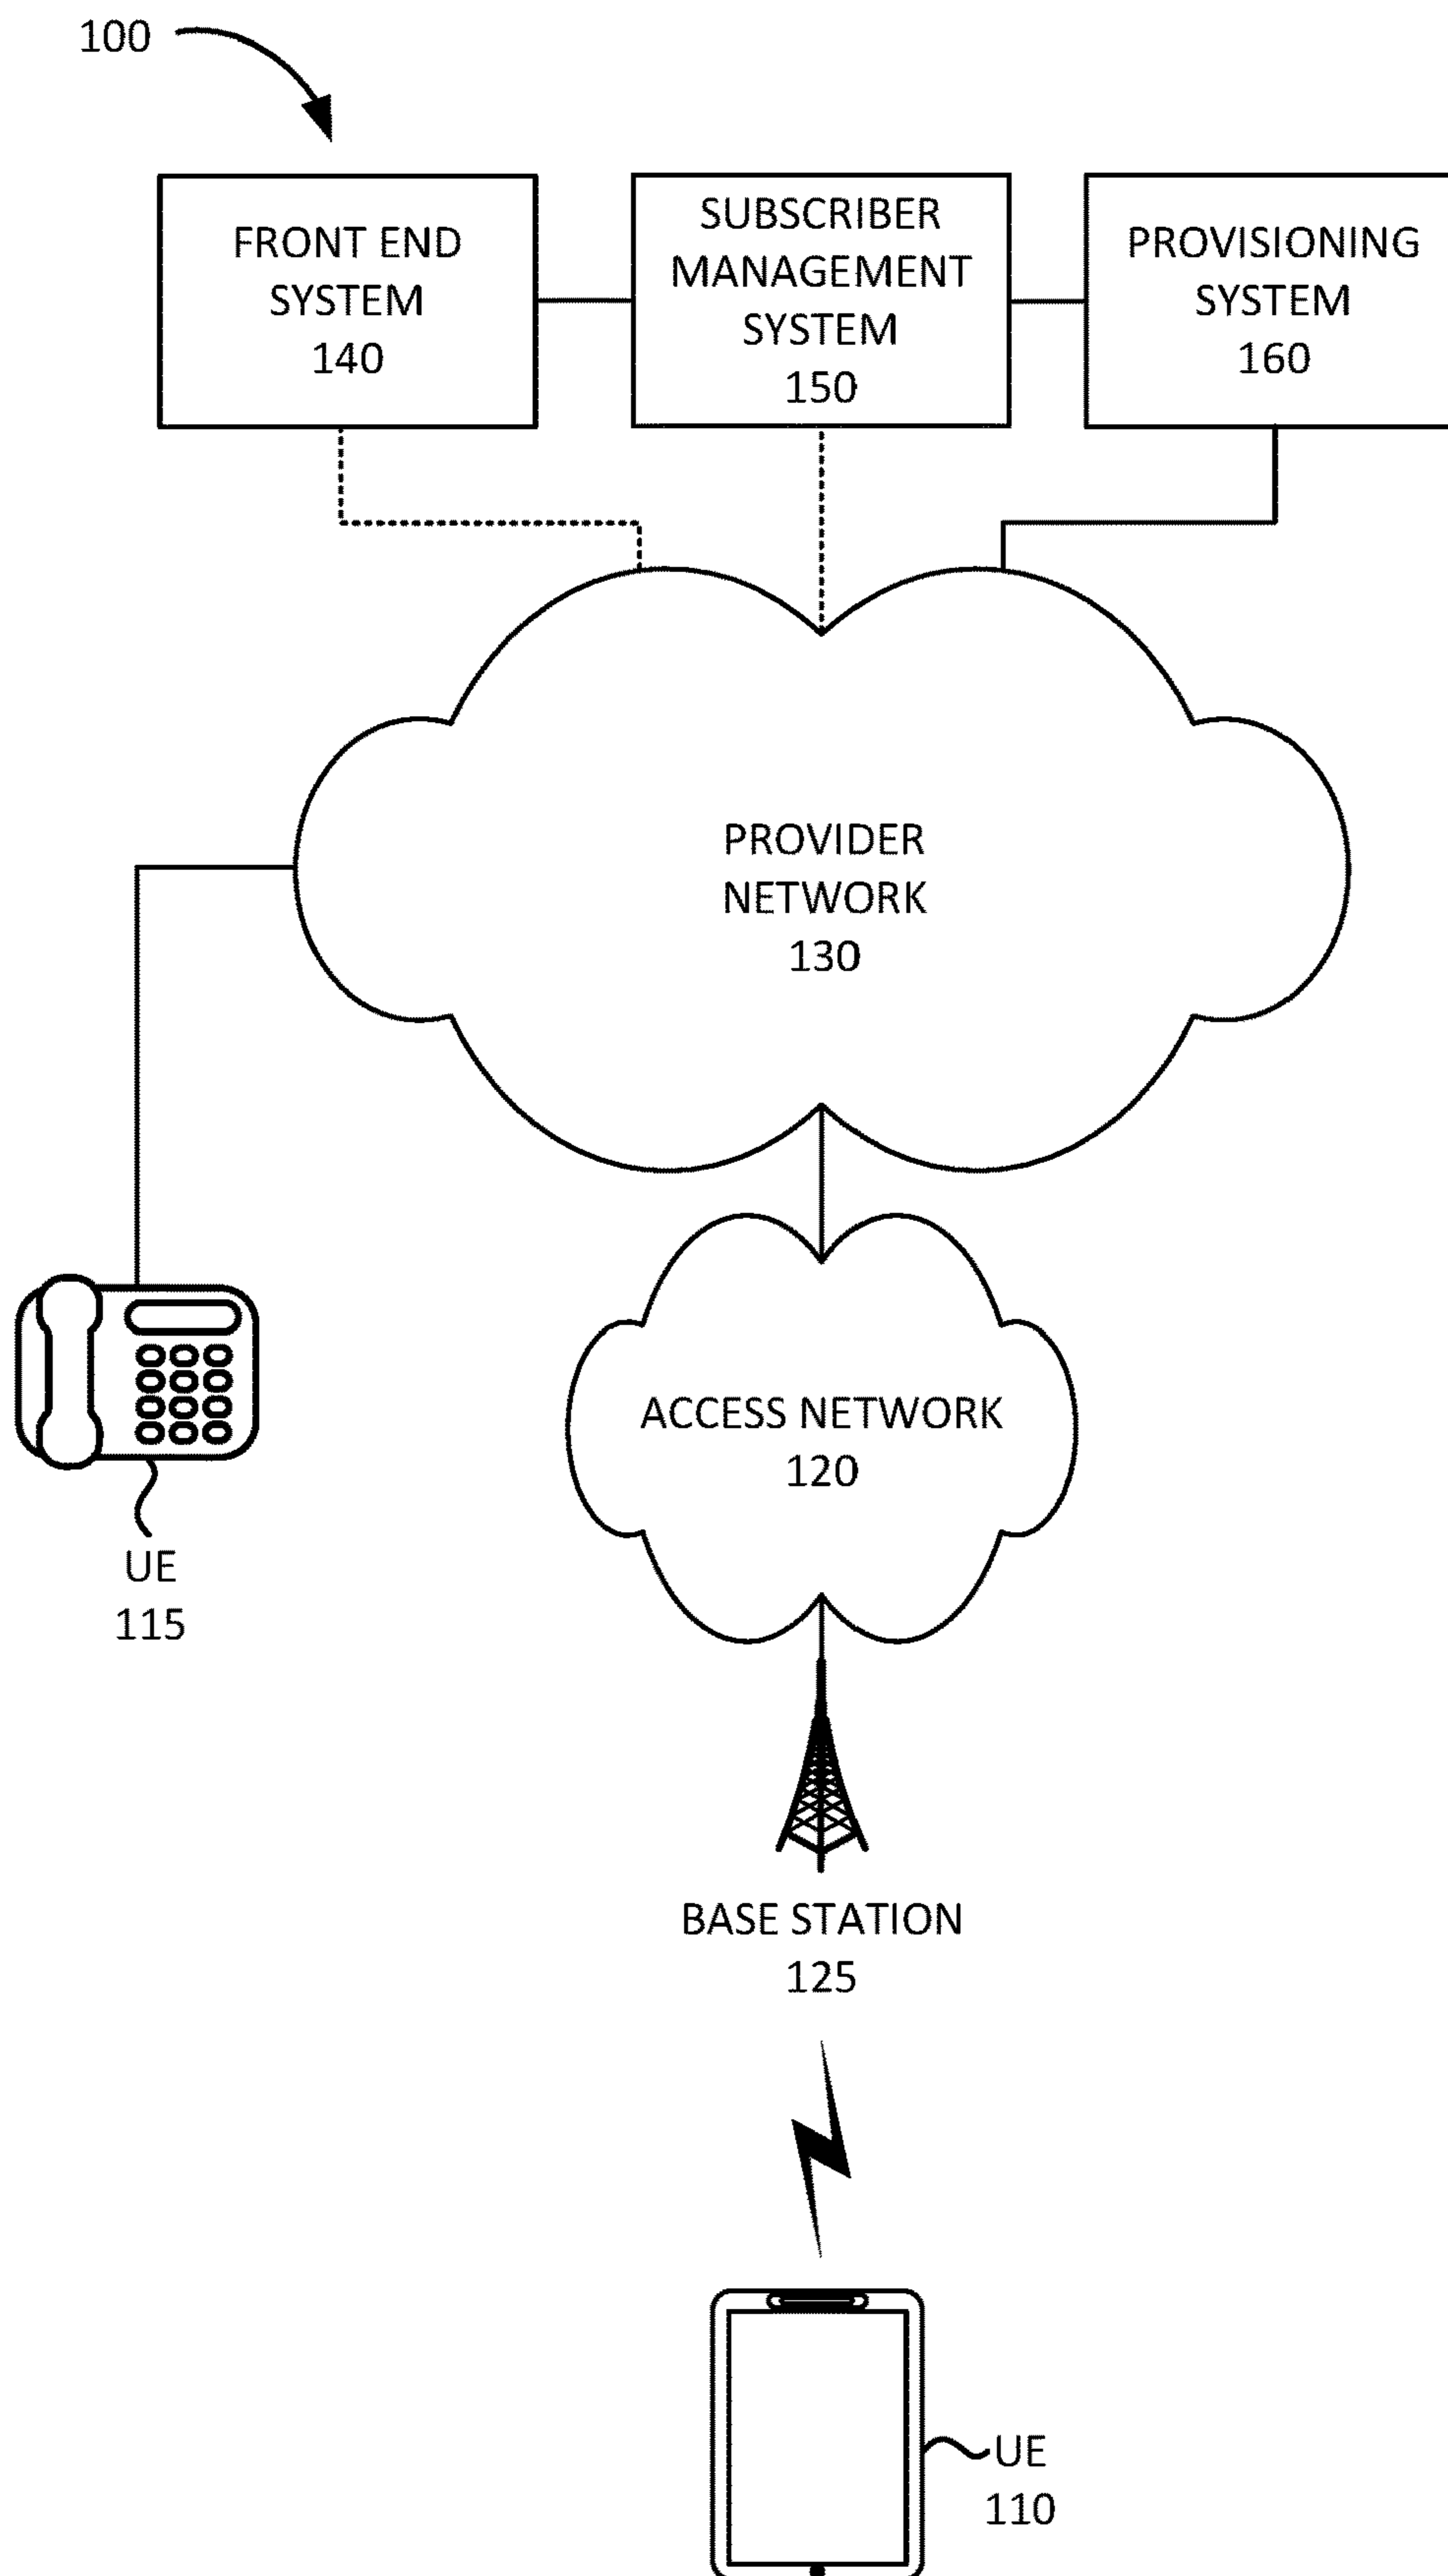 100
FRONT END
SYSTEM
140
SUBSCRIBER
MANAGEMENT
SYSTEM
150
PROVISIONING
SYSTEM
160
PROVIDER
NETWORK
130
ACCESS NETWORK
120
UE
115
BASE STATION
125
UE
110